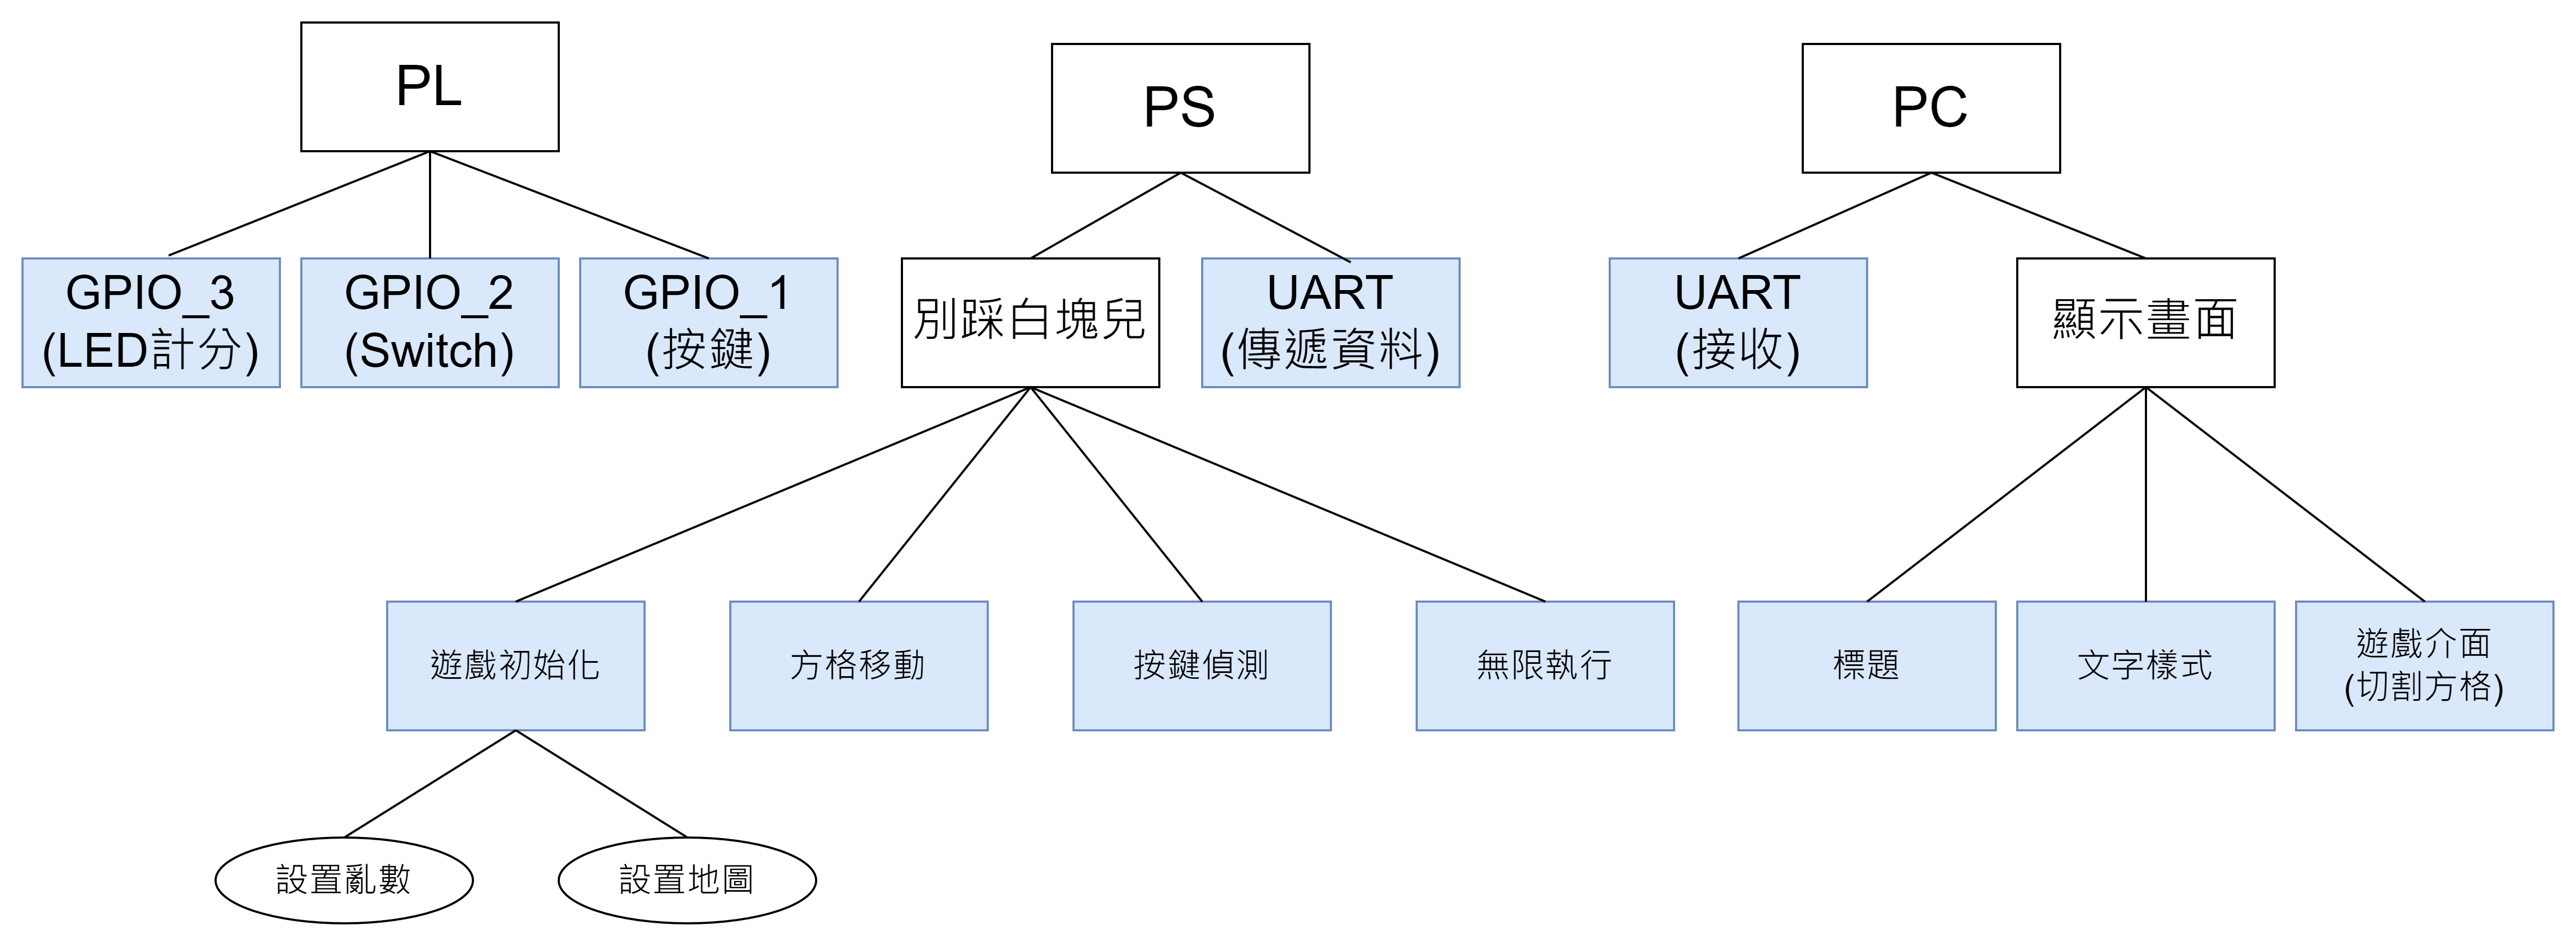 PL
PS
PC
GPIO_3
(LED計分)
GPIO_2
(Switch)
GPIO_1
(按鍵)
別踩白塊兒
UART
(傳遞資料)
UART
(接收)
顯示畫面
遊戲初始化
方格移動
按鍵偵測
無限執行
標題
文字樣式
遊戲介面
(切割方格)
設置亂數
設置地圖